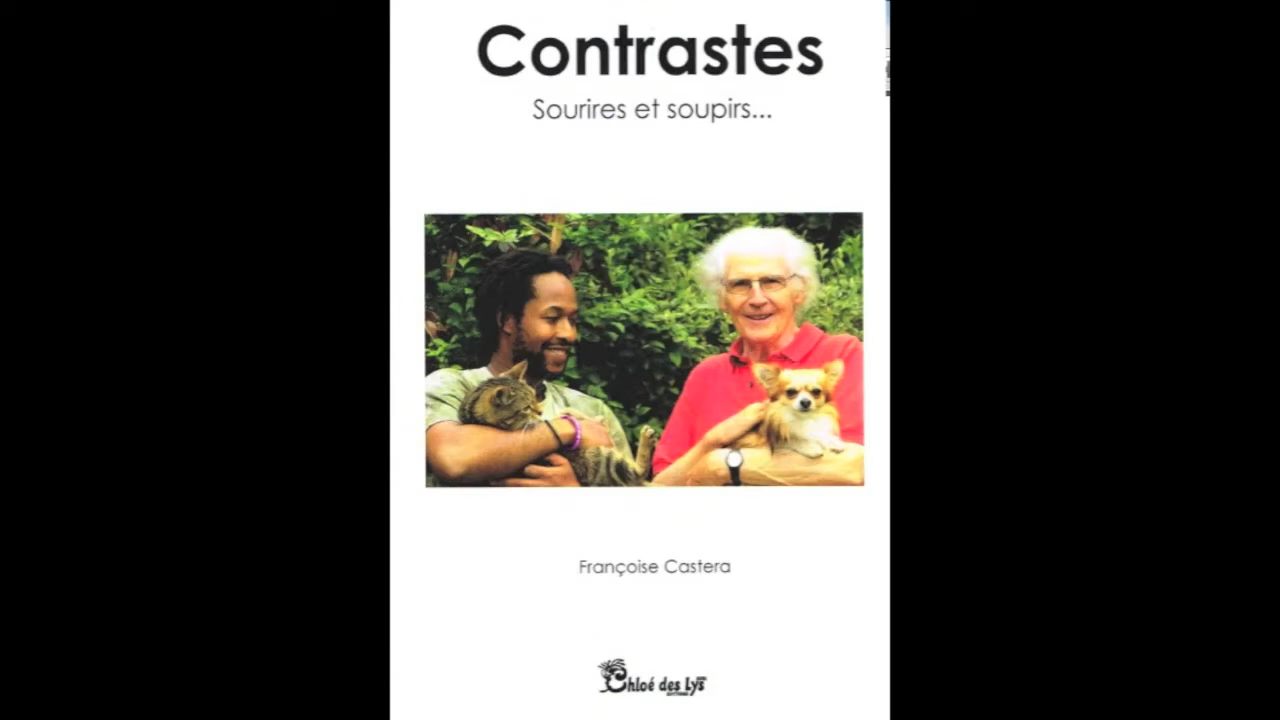 Contrastes
Sourires et soupirs...
Françoise Castera
Chloé des Lys